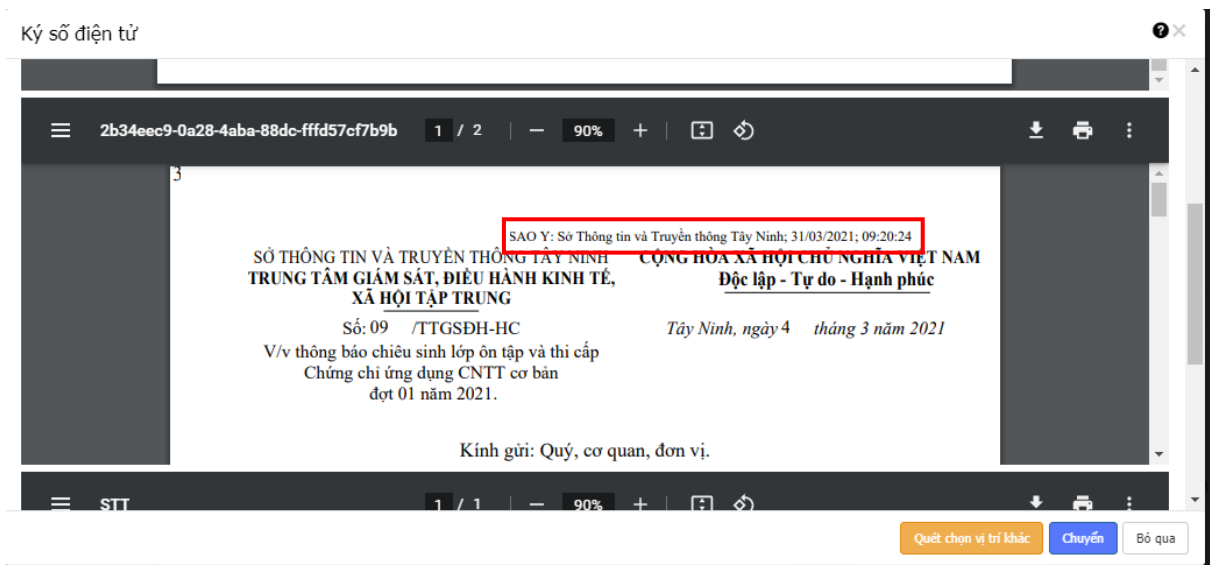 Ký số điện tử
2b34eec9-0a28-4aba-88dc-fffd57cf7b9b 1 / 2 90%
3
SAO Y: Sở Thông tin và Truyền thông Tây Ninh; 31/03/2021; 09:20:24
SỞ THÔNG TIN VÀ TRUYỀN THÔNG TÂY NINH
TRUNG TÂM GIÁM SÁT, ĐIỀU HÀNH KINH TẾ,
XÃ HỘI TẬP TRUNG
CỘNG HÒA XÃ HỘI CHỦ NGHĨA VIỆT NAM
Độc lập - Tự do - Hạnh phúc
Số: 09 /TTGSĐH-HC
Tây Ninh, ngày 4 tháng 3 năm 2021
V/v thông báo chiêu sinh lớp ôn tập và thi cấp
Chứng chỉ ứng dụng CNTT cơ bản
đợt 01 năm 2021.
Kính gửi: Quý, cơ quan, đơn vị.
STT 1 / 1 90%
Quét chọn vị trí khác Chuyển Bỏ qua